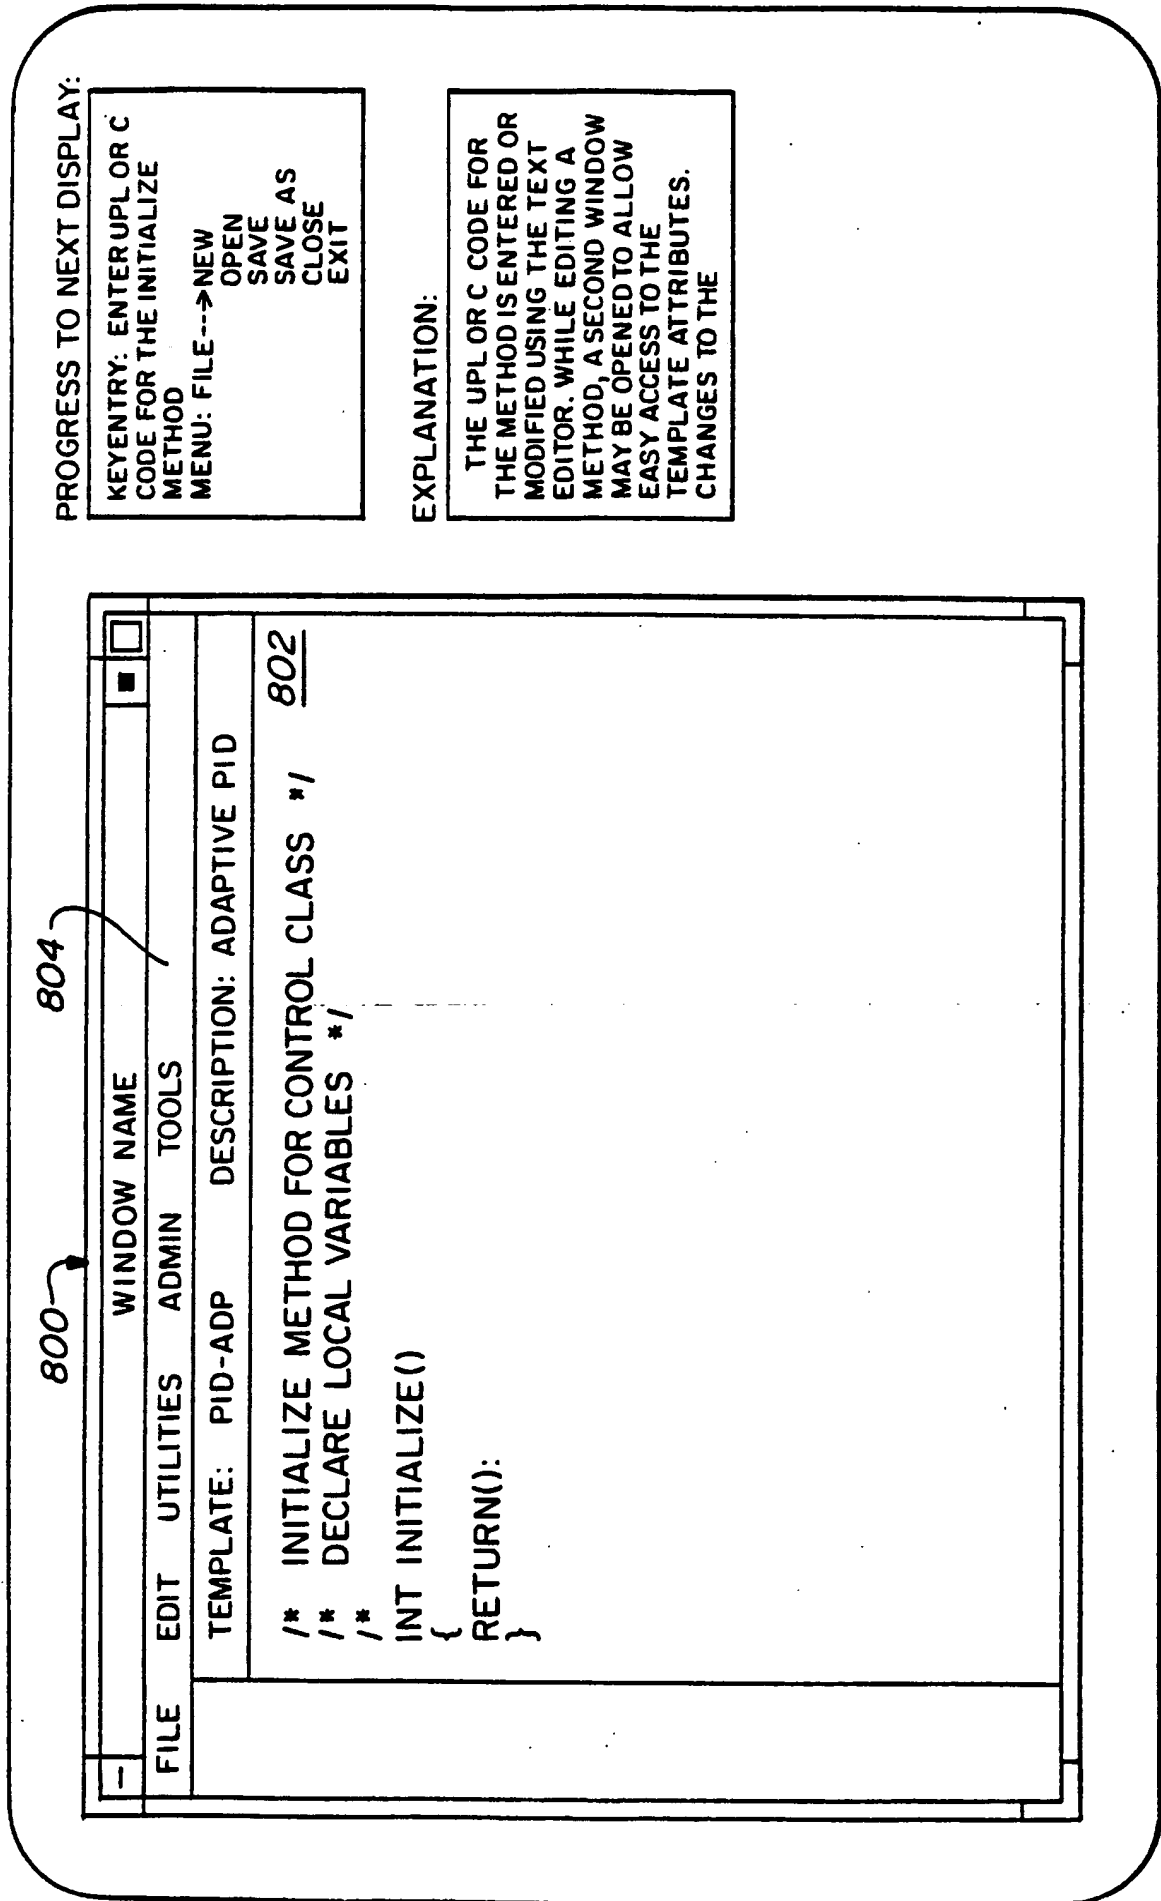 800
804
WINDOW NAME
FILE EDIT UTILITIES ADMIN TOOLS
TEMPLATE: PID-ADP DESCRIPTION: ADAPTIVE PID
802
/* INITIALIZE METHOD FOR CONTROL CLASS */
/* DECLARE LOCAL VARIABLES */
/*
INT INITIALIZE()
{
RETURN():
}
PROGRESS TO NEXT DISPLAY:
KEYENTRY: ENTER UPL OR C
CODE FOR THE INITIALIZE
METHOD
MENU: FILE--->NEW
OPEN
SAVE
SAVE AS
CLOSE
EXIT
EXPLANATION:
THE UPL OR C CODE FOR
THE METHOD IS ENTERED OR
MODIFIED USING THE TEXT
EDITOR. WHILE EDITING A
METHOD, A SECOND WINDOW
MAY BE OPENED TO ALLOW
EASY ACCESS TO THE
TEMPLATE ATTRIBUTES.
CHANGES TO THE